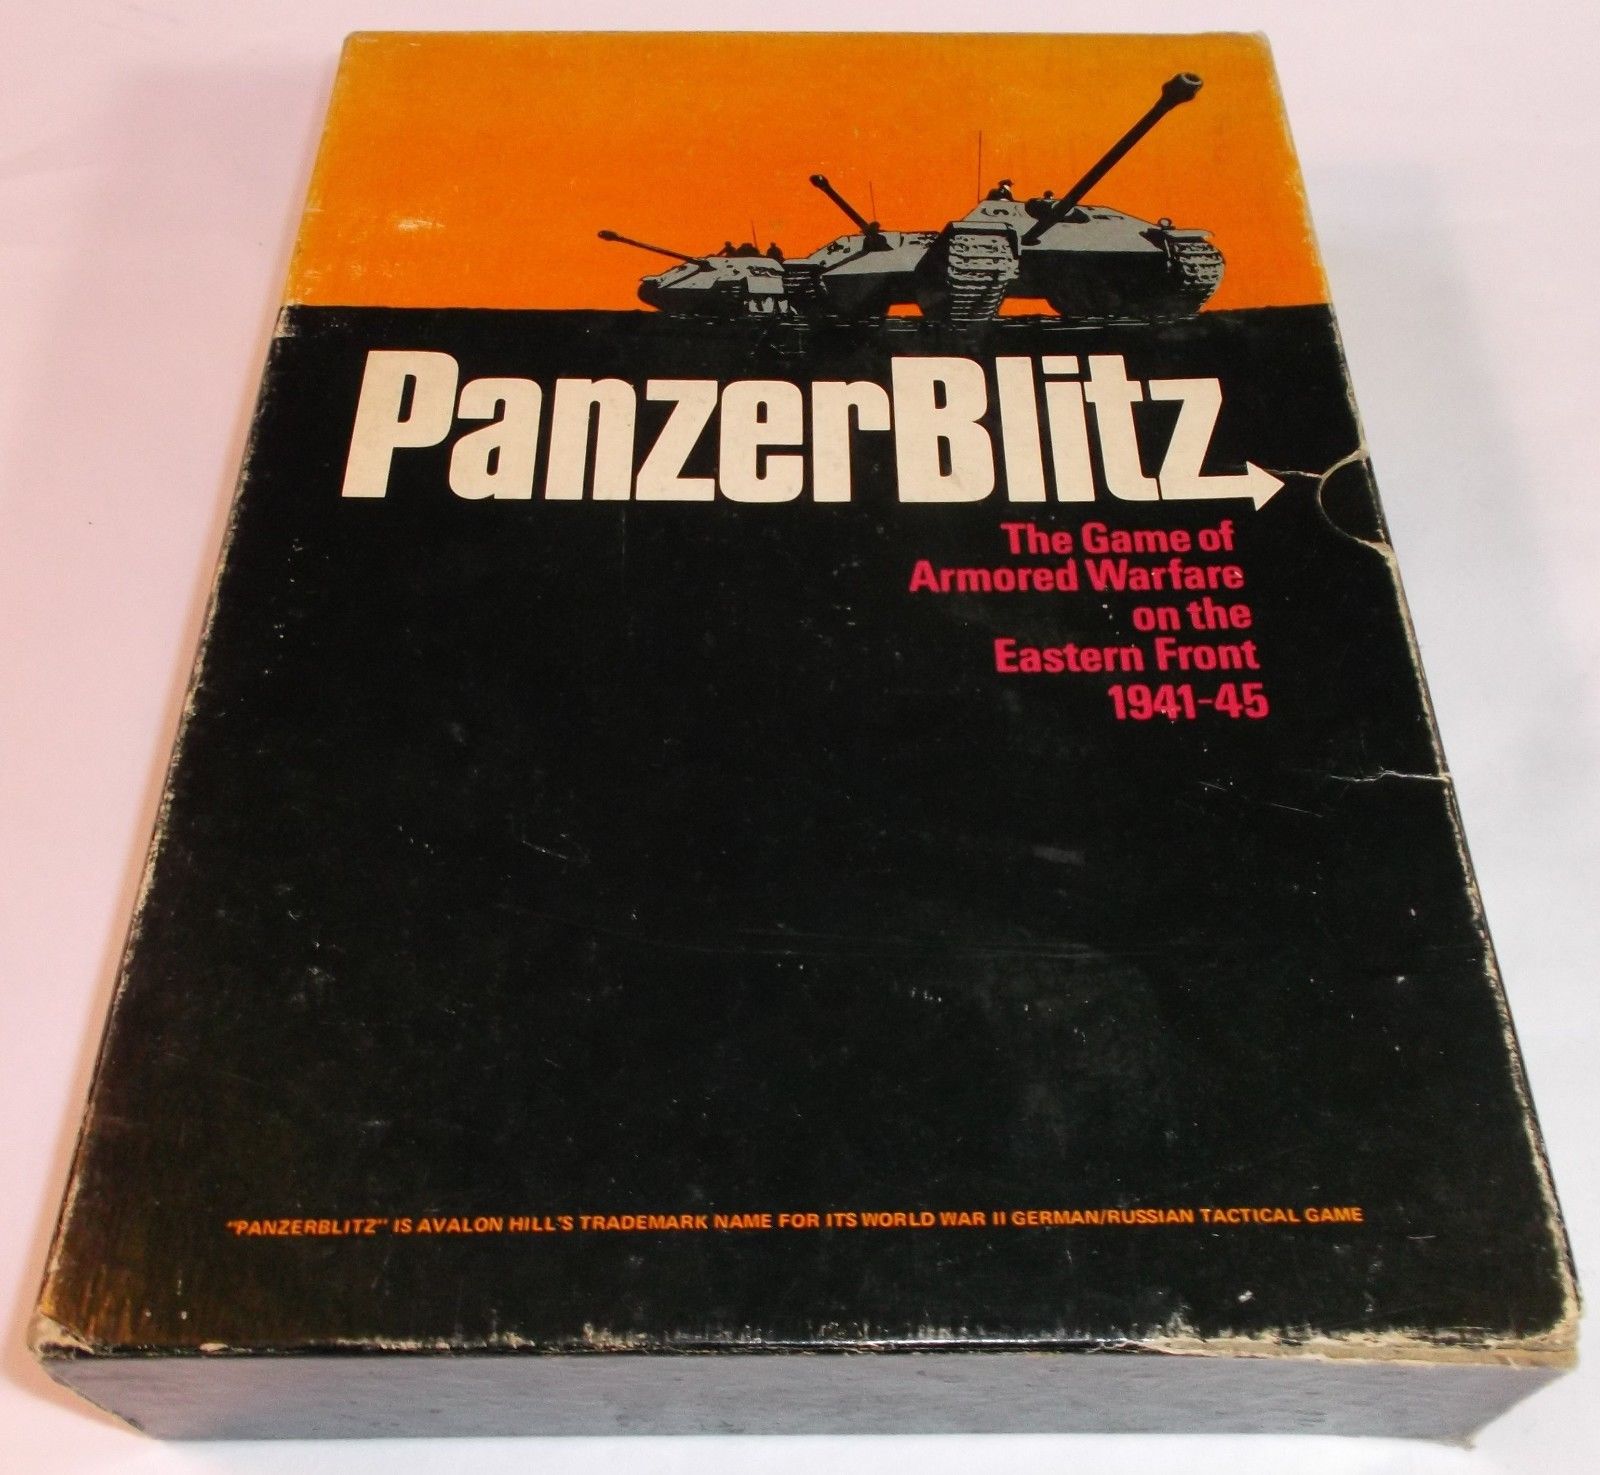 PanzerBlitz
The Game of
Armored Warfare
on the
Eastern Front
1941-45
"PANZERBLITZ" IS AVALON HILL'S TRADEMARK NAME FOR ITS WORLD WAR II GERMAN/RUSSIAN TACTICAL GAME